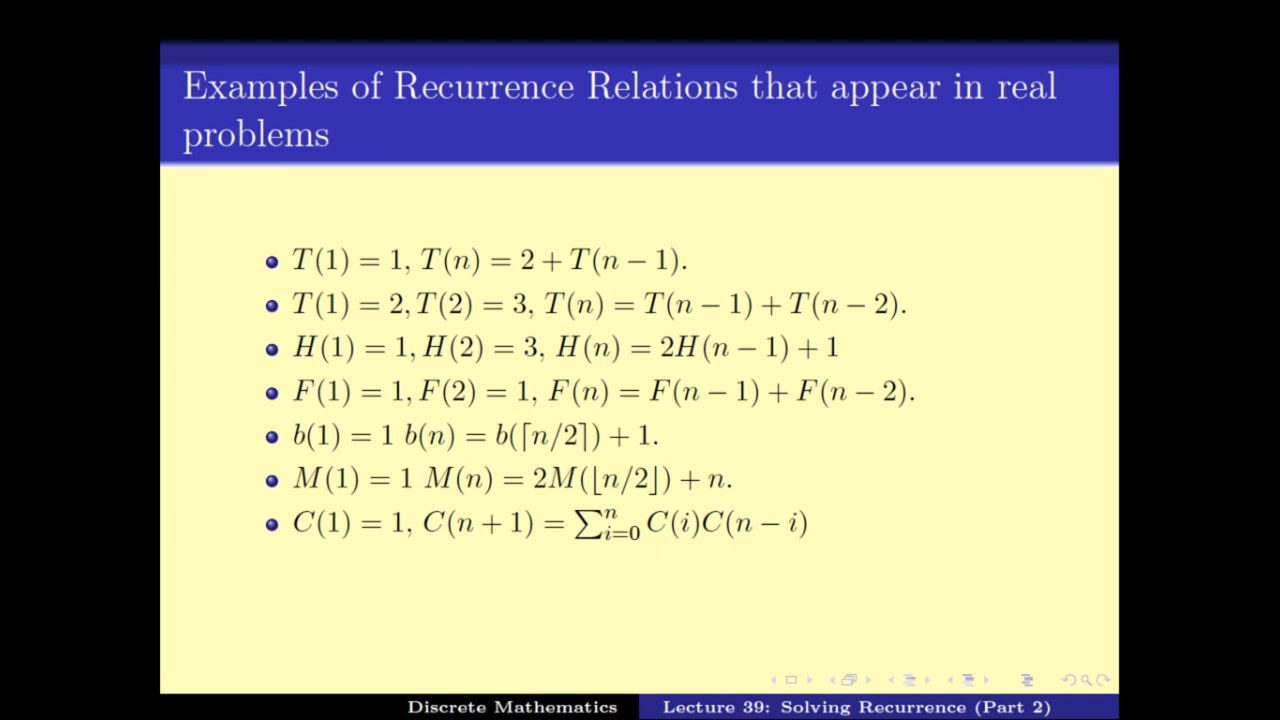 Examples of Recurrence Relations that appear in real
problems
T(1) = 1, T(n) = 2 + T(n − 1).
T(1) = 2, T(2) = 3, T(n) = T(n − 1) + T(n − 2).
H(1) = 1, H(2) = 3, H(n) = 2H(n − 1) + 1
F(1) = 1, F(2) = 1, F(n) = F(n − 1) + F(n − 2).
b(1) = 1 b(n) = b(⌈n/2⌉) + 1.
M(1) = 1 M(n) = 2M(⌊n/2⌋) + n.
C(1) = 1, C(n + 1) = ∑ⁿᵢ₌₀ C(i)C(n − i)
Discrete Mathematics Lecture 39: Solving Recurrence (Part 2)